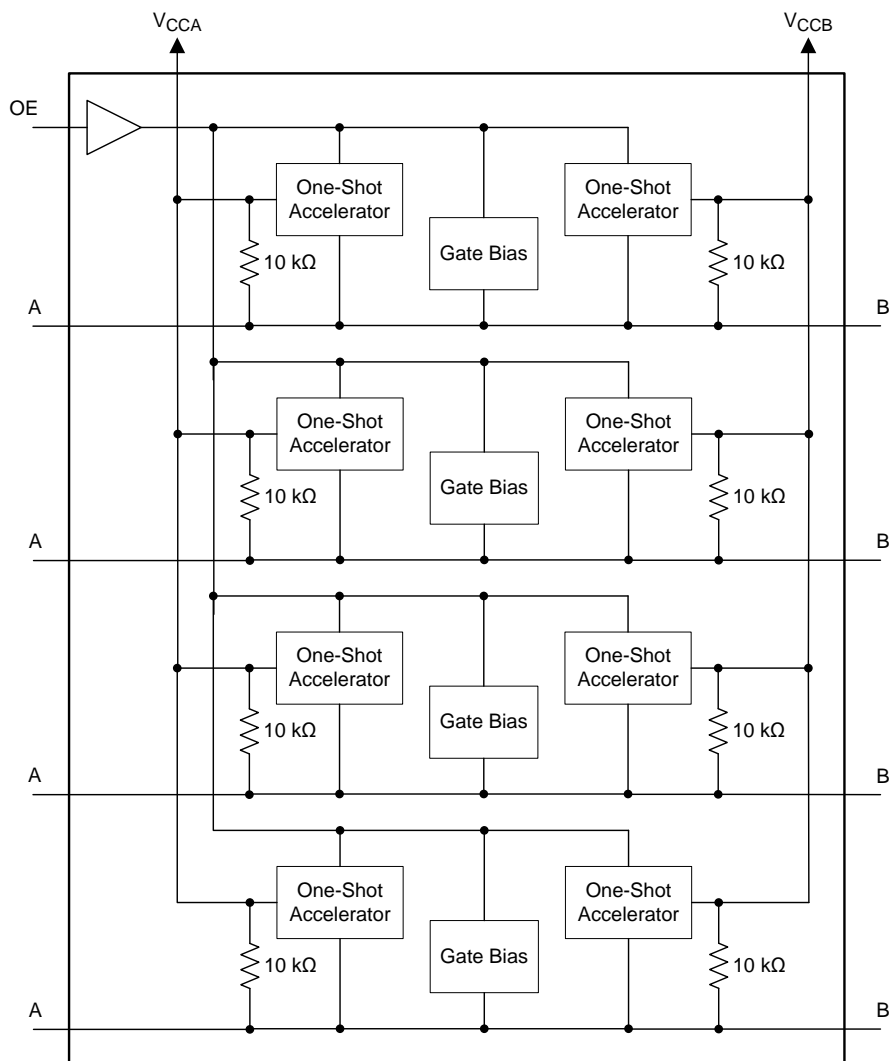 VCCA
VCCB
OE
One-Shot
Accelerator
One-Shot
Accelerator
Gate Bias
10 kΩ
10 kΩ
A
B
One-Shot
Accelerator
One-Shot
Accelerator
Gate Bias
10 kΩ
10 kΩ
A
B
One-Shot
Accelerator
One-Shot
Accelerator
Gate Bias
10 kΩ
10 kΩ
A
B
One-Shot
Accelerator
One-Shot
Accelerator
Gate Bias
10 kΩ
10 kΩ
A
B